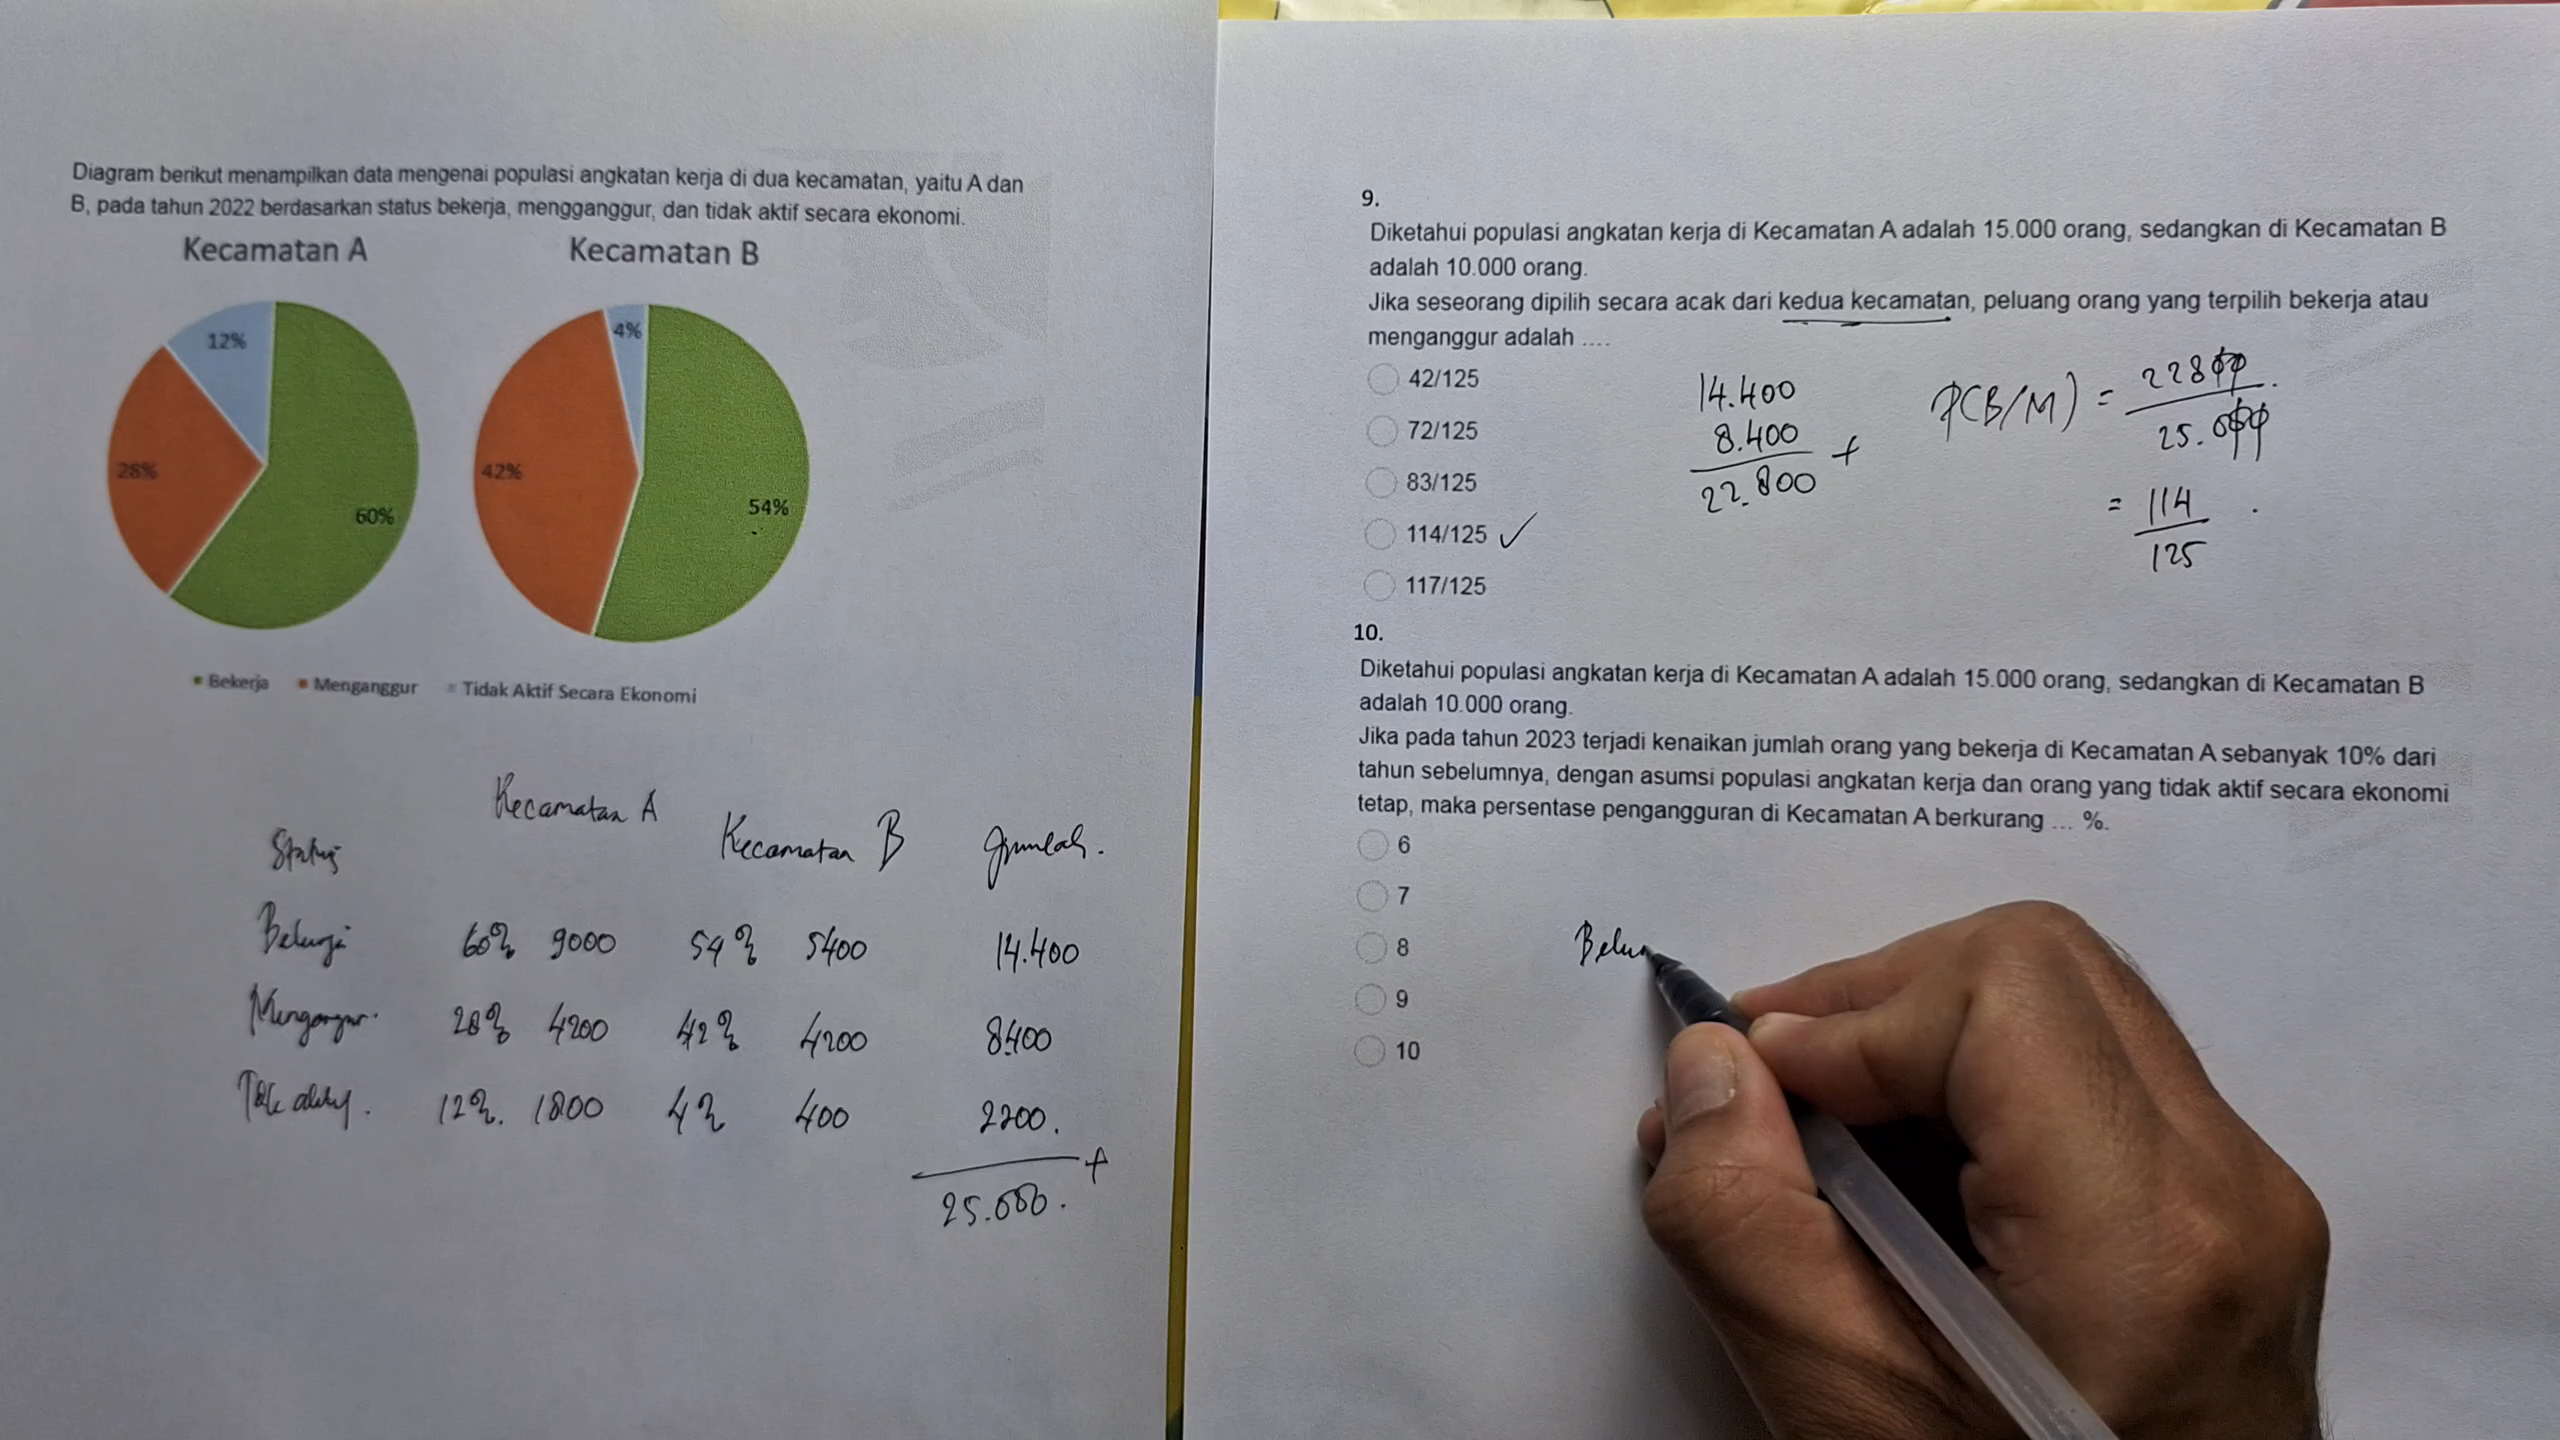 Diagram berikut menampilkan data mengenai populasi angkatan kerja di dua kecamatan, yaitu A dan
B, pada tahun 2022 berdasarkan status bekerja, mengganggur, dan tidak aktif secara ekonomi.
Kecamatan A
Kecamatan B
12%
28%
60%
4%
42%
54%
Bekerja Menganggur Tidak Aktif Secara Ekonomi
Status Kecamatan A Kecamatan B Jumlah.
60% 9000 54% 5400 14.400
28% 4200 42% 4200 8400
12%. 1800 4% 400 2200.
+
25.000.
9.
Diketahui populasi angkatan kerja di Kecamatan A adalah 15.000 orang, sedangkan di Kecamatan B
adalah 10.000 orang.
Jika seseorang dipilih secara acak dari kedua kecamatan, peluang orang yang terpilih bekerja atau
menganggur adalah ....
42/125
72/125
83/125
114/125 ✓
117/125
14.400
8.400 +
22.800
P(B/M) = 22800
25.000
= 114
125
10.
Diketahui populasi angkatan kerja di Kecamatan A adalah 15.000 orang, sedangkan di Kecamatan B
adalah 10.000 orang.
Jika pada tahun 2023 terjadi kenaikan jumlah orang yang bekerja di Kecamatan A sebanyak 10% dari
tahun sebelumnya, dengan asumsi populasi angkatan kerja dan orang yang tidak aktif secara ekonomi
tetap, maka persentase pengangguran di Kecamatan A berkurang ... %.
6
7
8
9
10